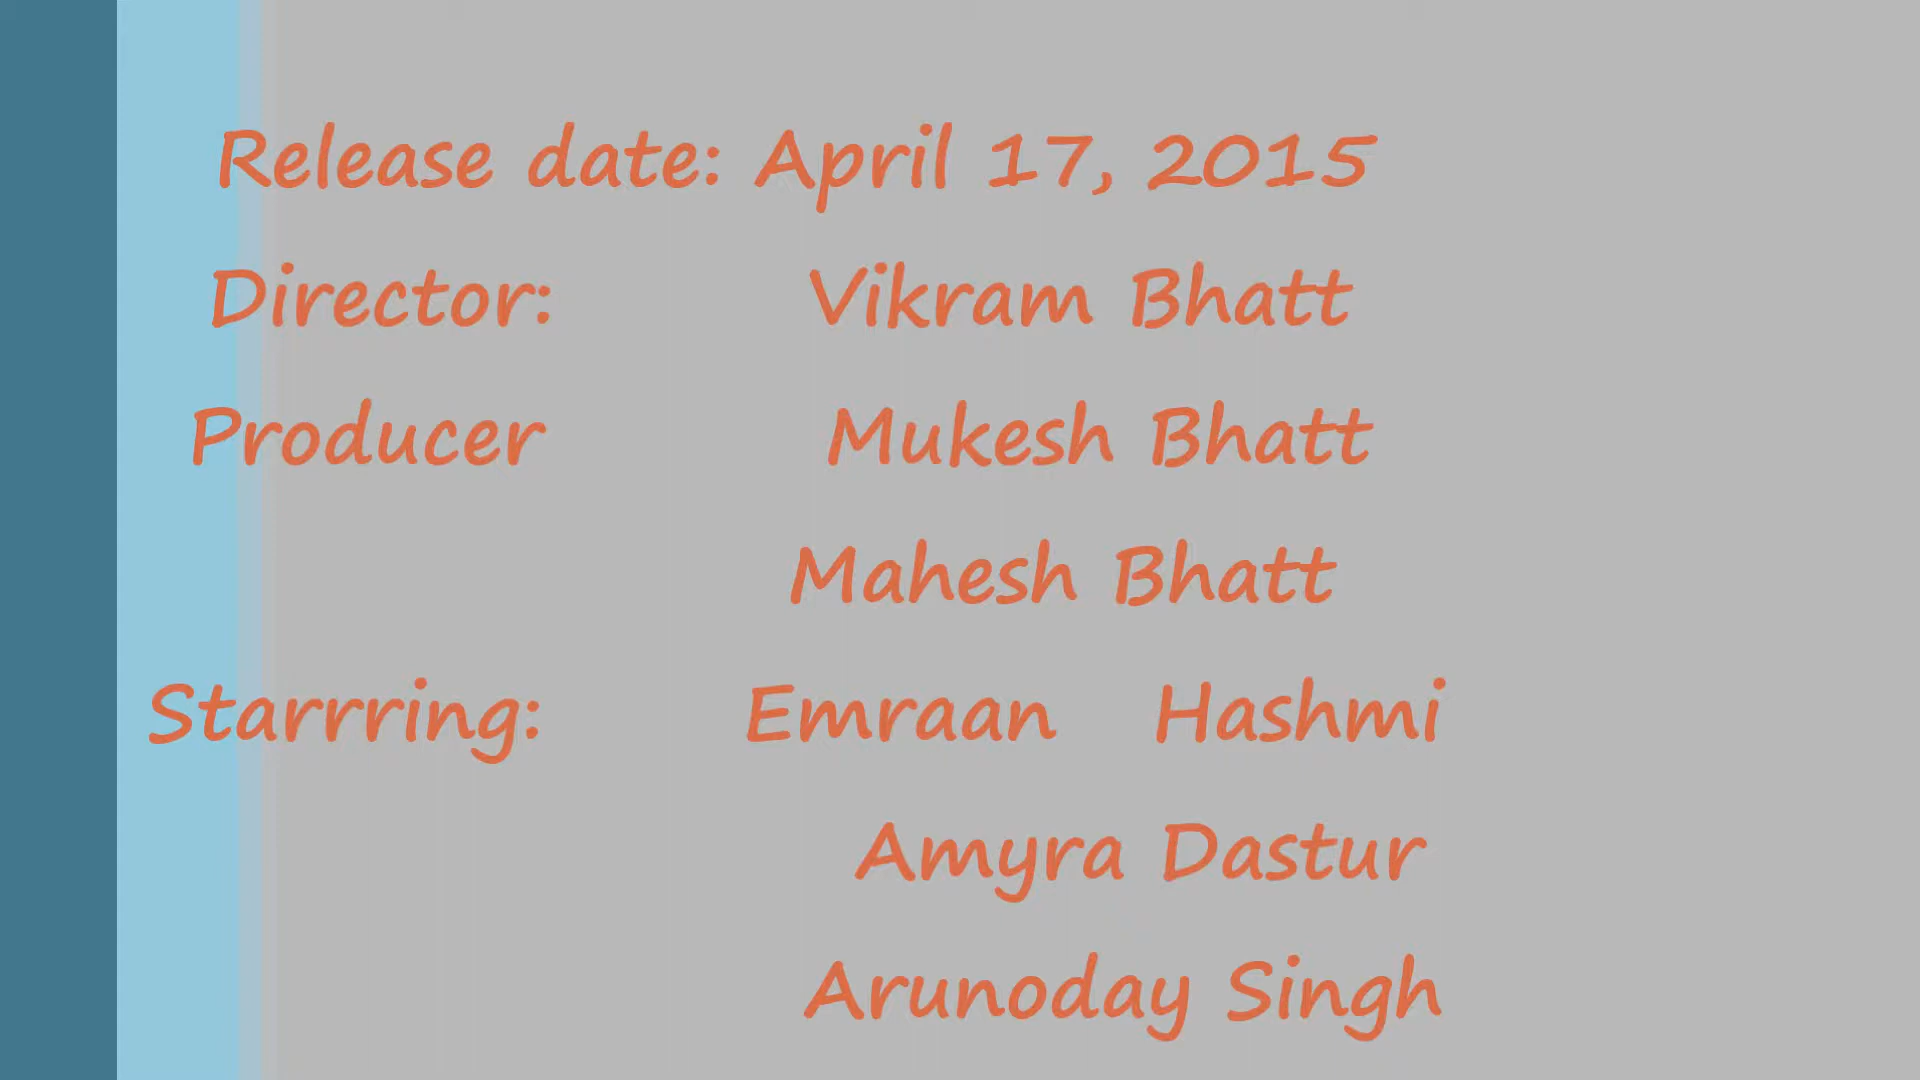 Release date: April 17, 2015
Director: Vikram Bhatt
Producer Mukesh Bhatt
Mahesh Bhatt
Starrring: Emraan Hashmi
Amyra Dastur
Arunoday Singh